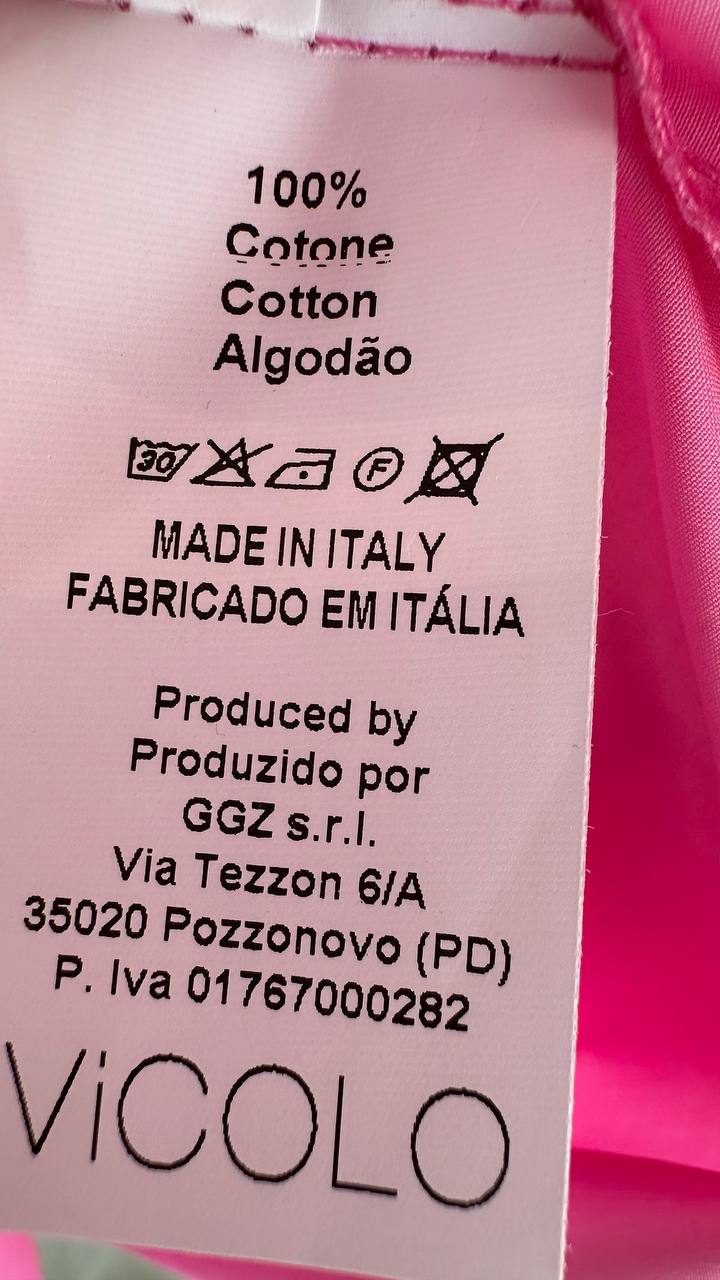 100%
Cotone
Cotton
Algodão
30 F
MADE IN ITALY
FABRICADO EM ITÁLIA
Produced by
Produzido por
GGZ s.r.l.
Via Tezzon 6/A
35020 Pozzonovo (PD)
P. Iva 01767000282
ViCOLO